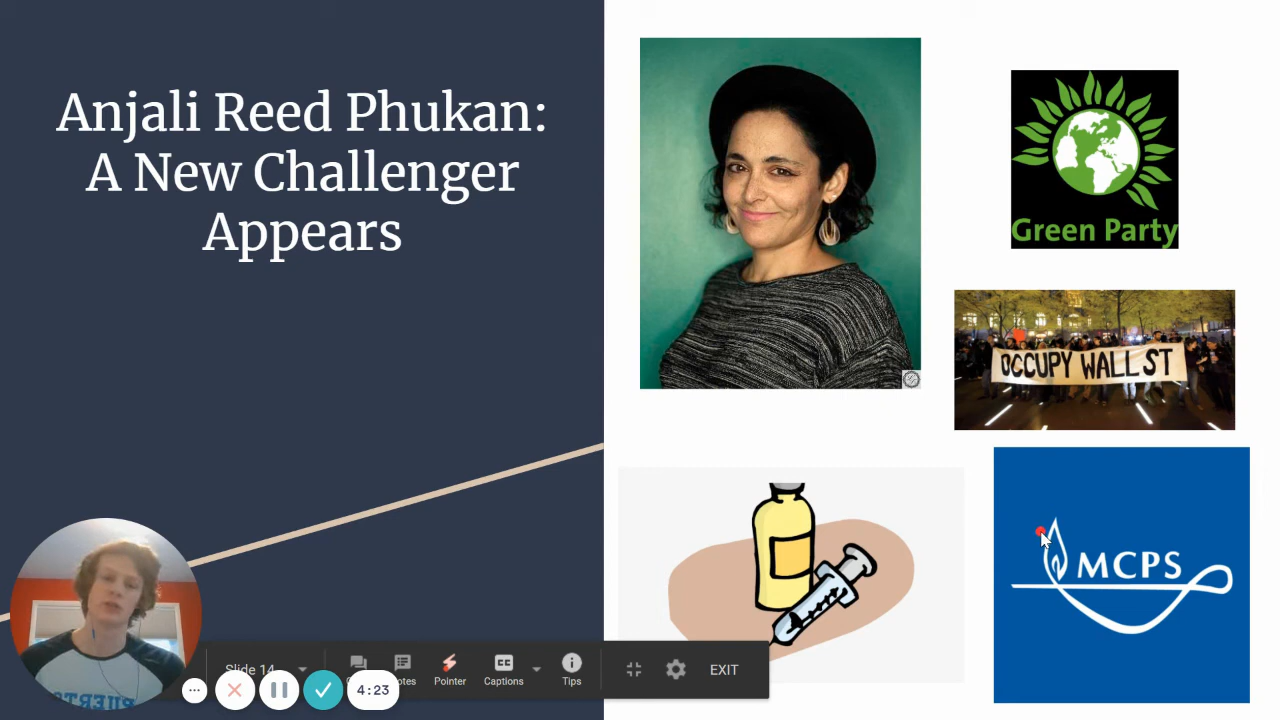 Anjali Reed Phukan:
A New Challenger
Appears
Green Party
OCCUPY WALL ST
MCPS
Slide 14
Pointer
Captions
Tips
EXIT
4:23